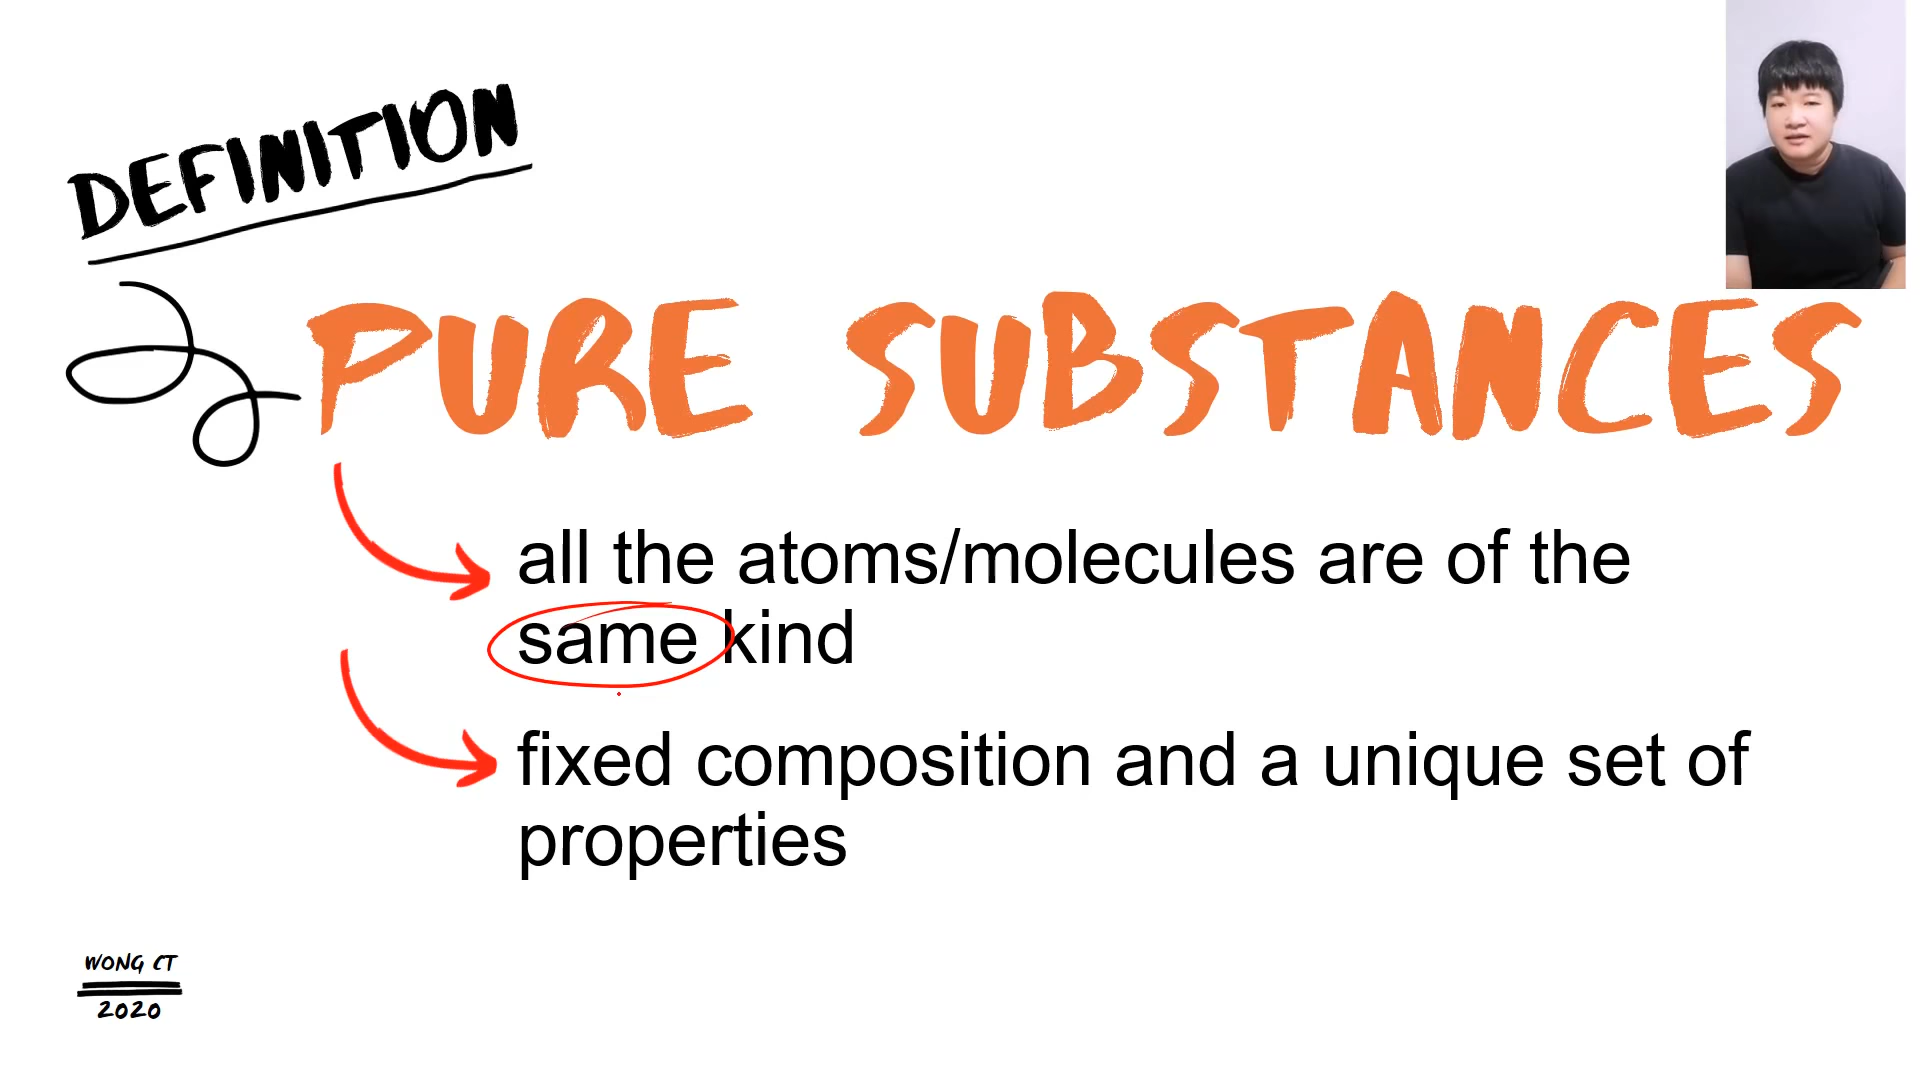 DEFINITION
PURE SUBSTANCES
all the atoms/molecules are of the
same kind
fixed composition and a unique set of
properties
WONG CT
2020